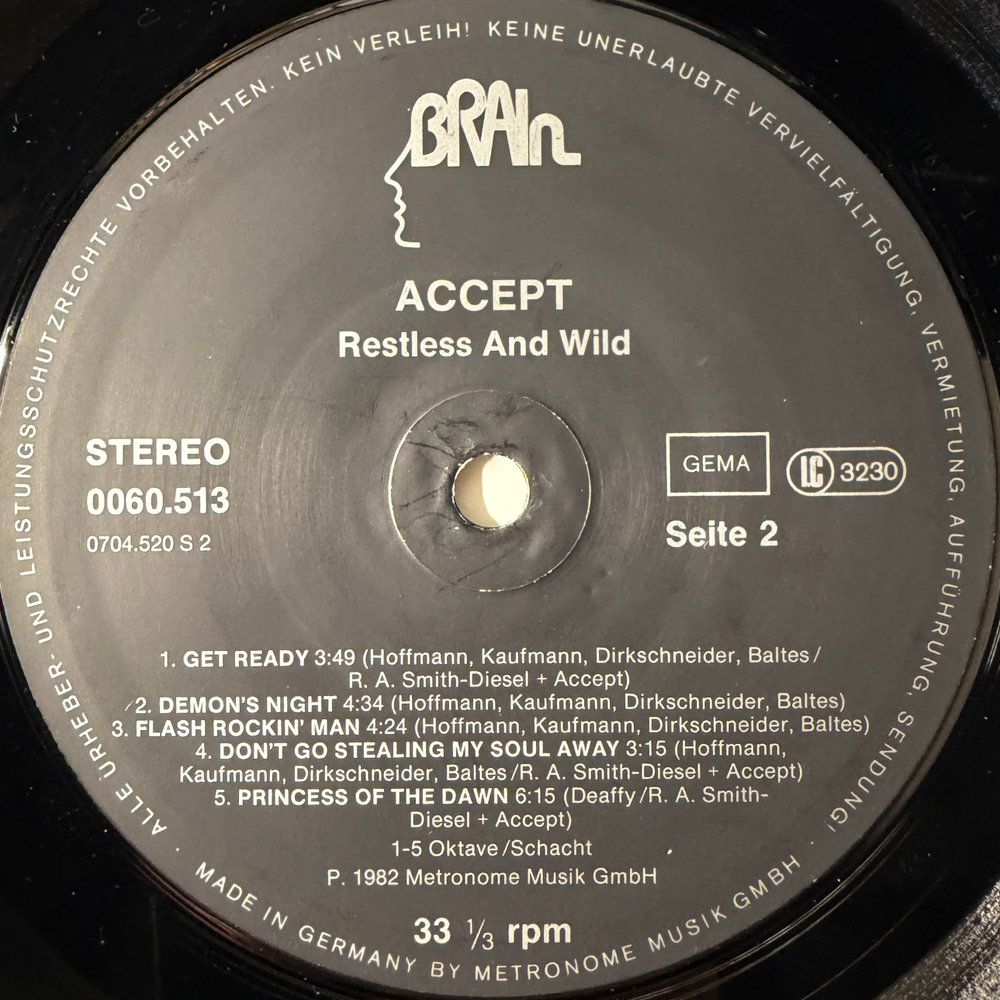 ALLE URHEBER- UND LEISTUNGSSCHUTZRECHTE VORBEHALTEN. KEIN VERLEIH! KEINE UNERLAUBTE VERVIELFÄLTIGUNG, VERMIETUNG, AUFFÜHRUNG, SENDUNG!
BRAIN
ACCEPT
Restless And Wild
STEREO
0060.513
0704.520 S 2
GEMA
LC 3230
Seite 2
1. GET READY 3:49 (Hoffmann, Kaufmann, Dirkschneider, Baltes/
R. A. Smith-Diesel + Accept)
2. DEMON'S NIGHT 4:34 (Hoffmann, Kaufmann, Dirkschneider, Baltes)
3. FLASH ROCKIN' MAN 4:24 (Hoffmann, Kaufmann, Dirkschneider, Baltes)
4. DON'T GO STEALING MY SOUL AWAY 3:15 (Hoffmann,
Kaufmann, Dirkschneider, Baltes/R. A. Smith-Diesel + Accept)
5. PRINCESS OF THE DAWN 6:15 (Deaffy/R. A. Smith-
Diesel + Accept)
1-5 Oktave/Schacht
P. 1982 Metronome Musik GmbH
33 1/3 rpm
MADE IN GERMANY BY METRONOME MUSIK GMBH